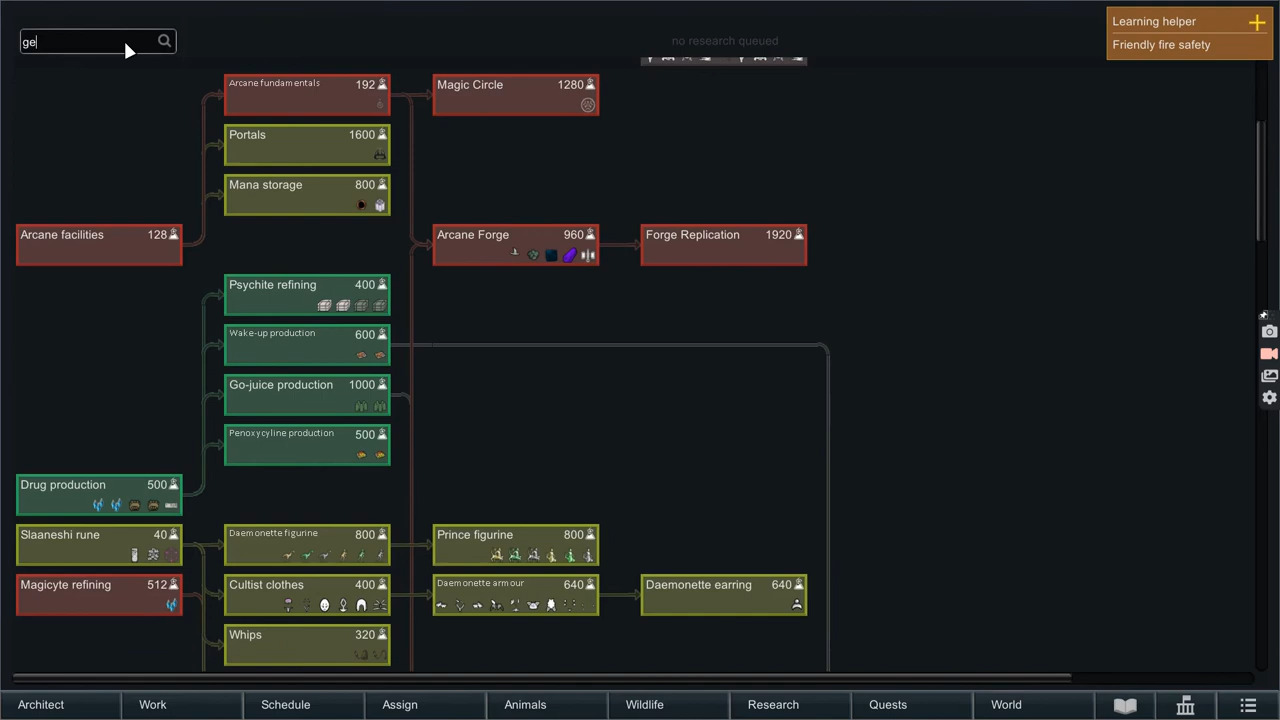 Learning helper
Friendly fire safety
ge
no research queued
Arcane fundamentals 192
Magic Circle 1280
Portals 1600
Mana storage 800
Arcane facilities 128
Arcane Forge 960
Forge Replication 1920
Psychite refining 400
Wake-up production 600
Go-juice production 1000
Penoxycyline production 500
Drug production 500
Slaaneshi rune 40
Daemonette figurine 800
Prince figurine 800
Magicyte refining 512
Cultist clothes 400
Daemonette armour 640
Daemonette earring 640
Whips 320
Architect Work Schedule Assign Animals Wildlife Research Quests World